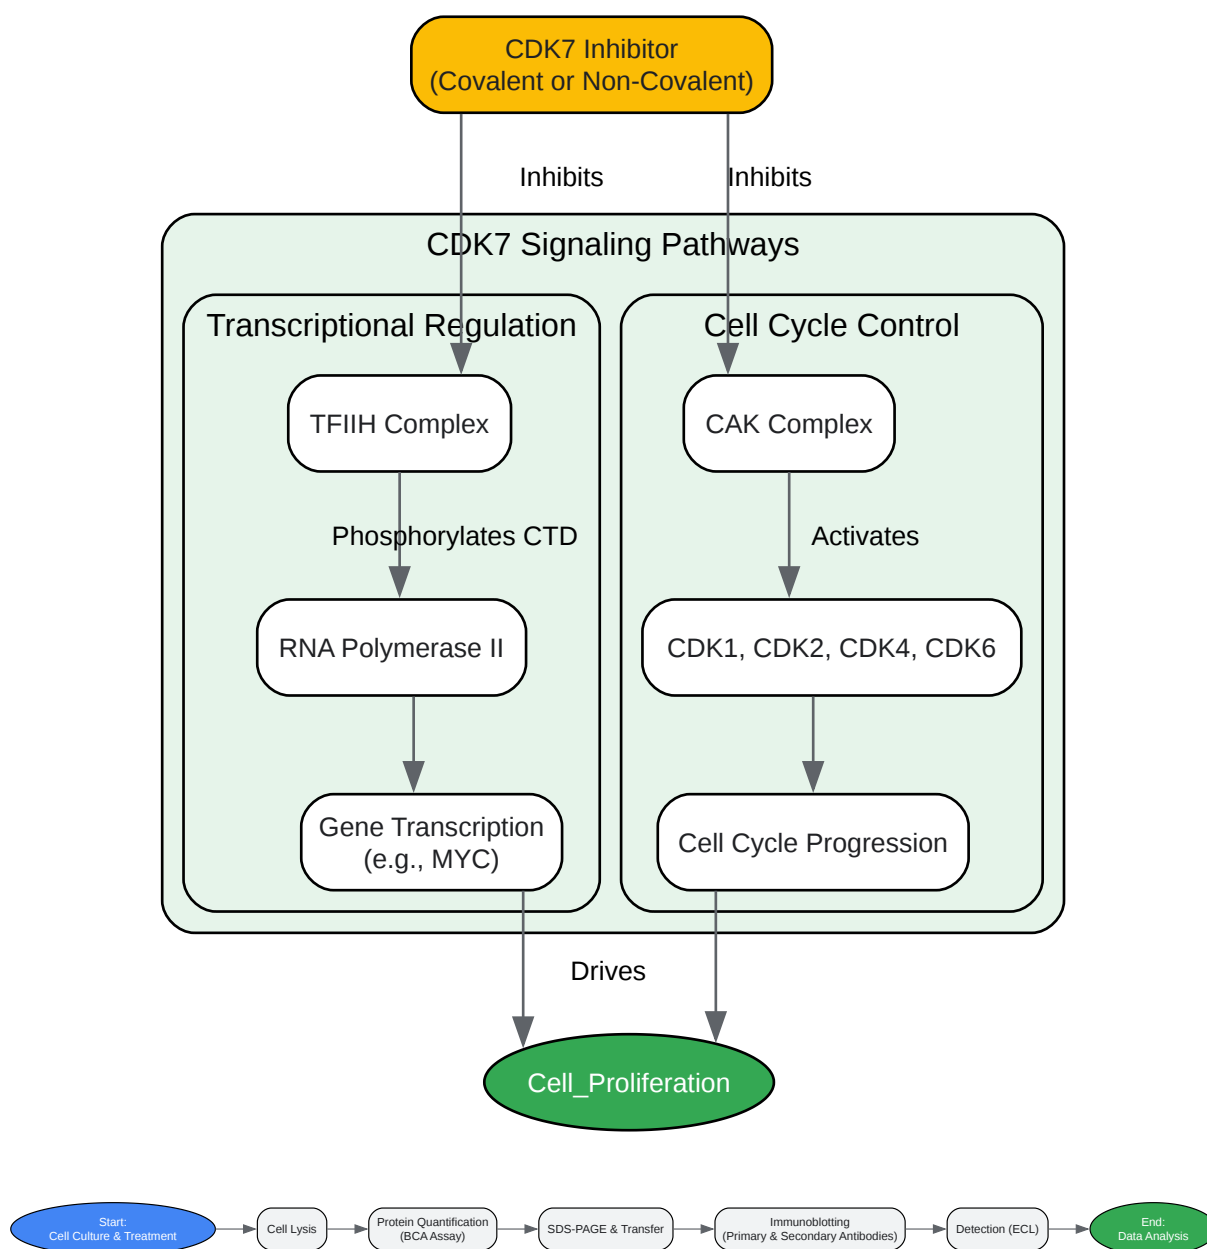 CDK7 Inhibitor
(Covalent or Non-Covalent)
Inhibits
Inhibits
CDK7 Signaling Pathways
Transcriptional Regulation
Cell Cycle Control
TFIIH Complex
CAK Complex
Phosphorylates CTD
Activates
RNA Polymerase II
CDK1, CDK2, CDK4, CDK6
Gene Transcription
(e.g., MYC)
Cell Cycle Progression
Drives
Cell_Proliferation
Start:
Cell Culture & Treatment
Cell Lysis
Protein Quantification
(BCA Assay)
SDS-PAGE & Transfer
Immunoblotting
(Primary & Secondary Antibodies)
Detection (ECL)
End:
Data Analysis